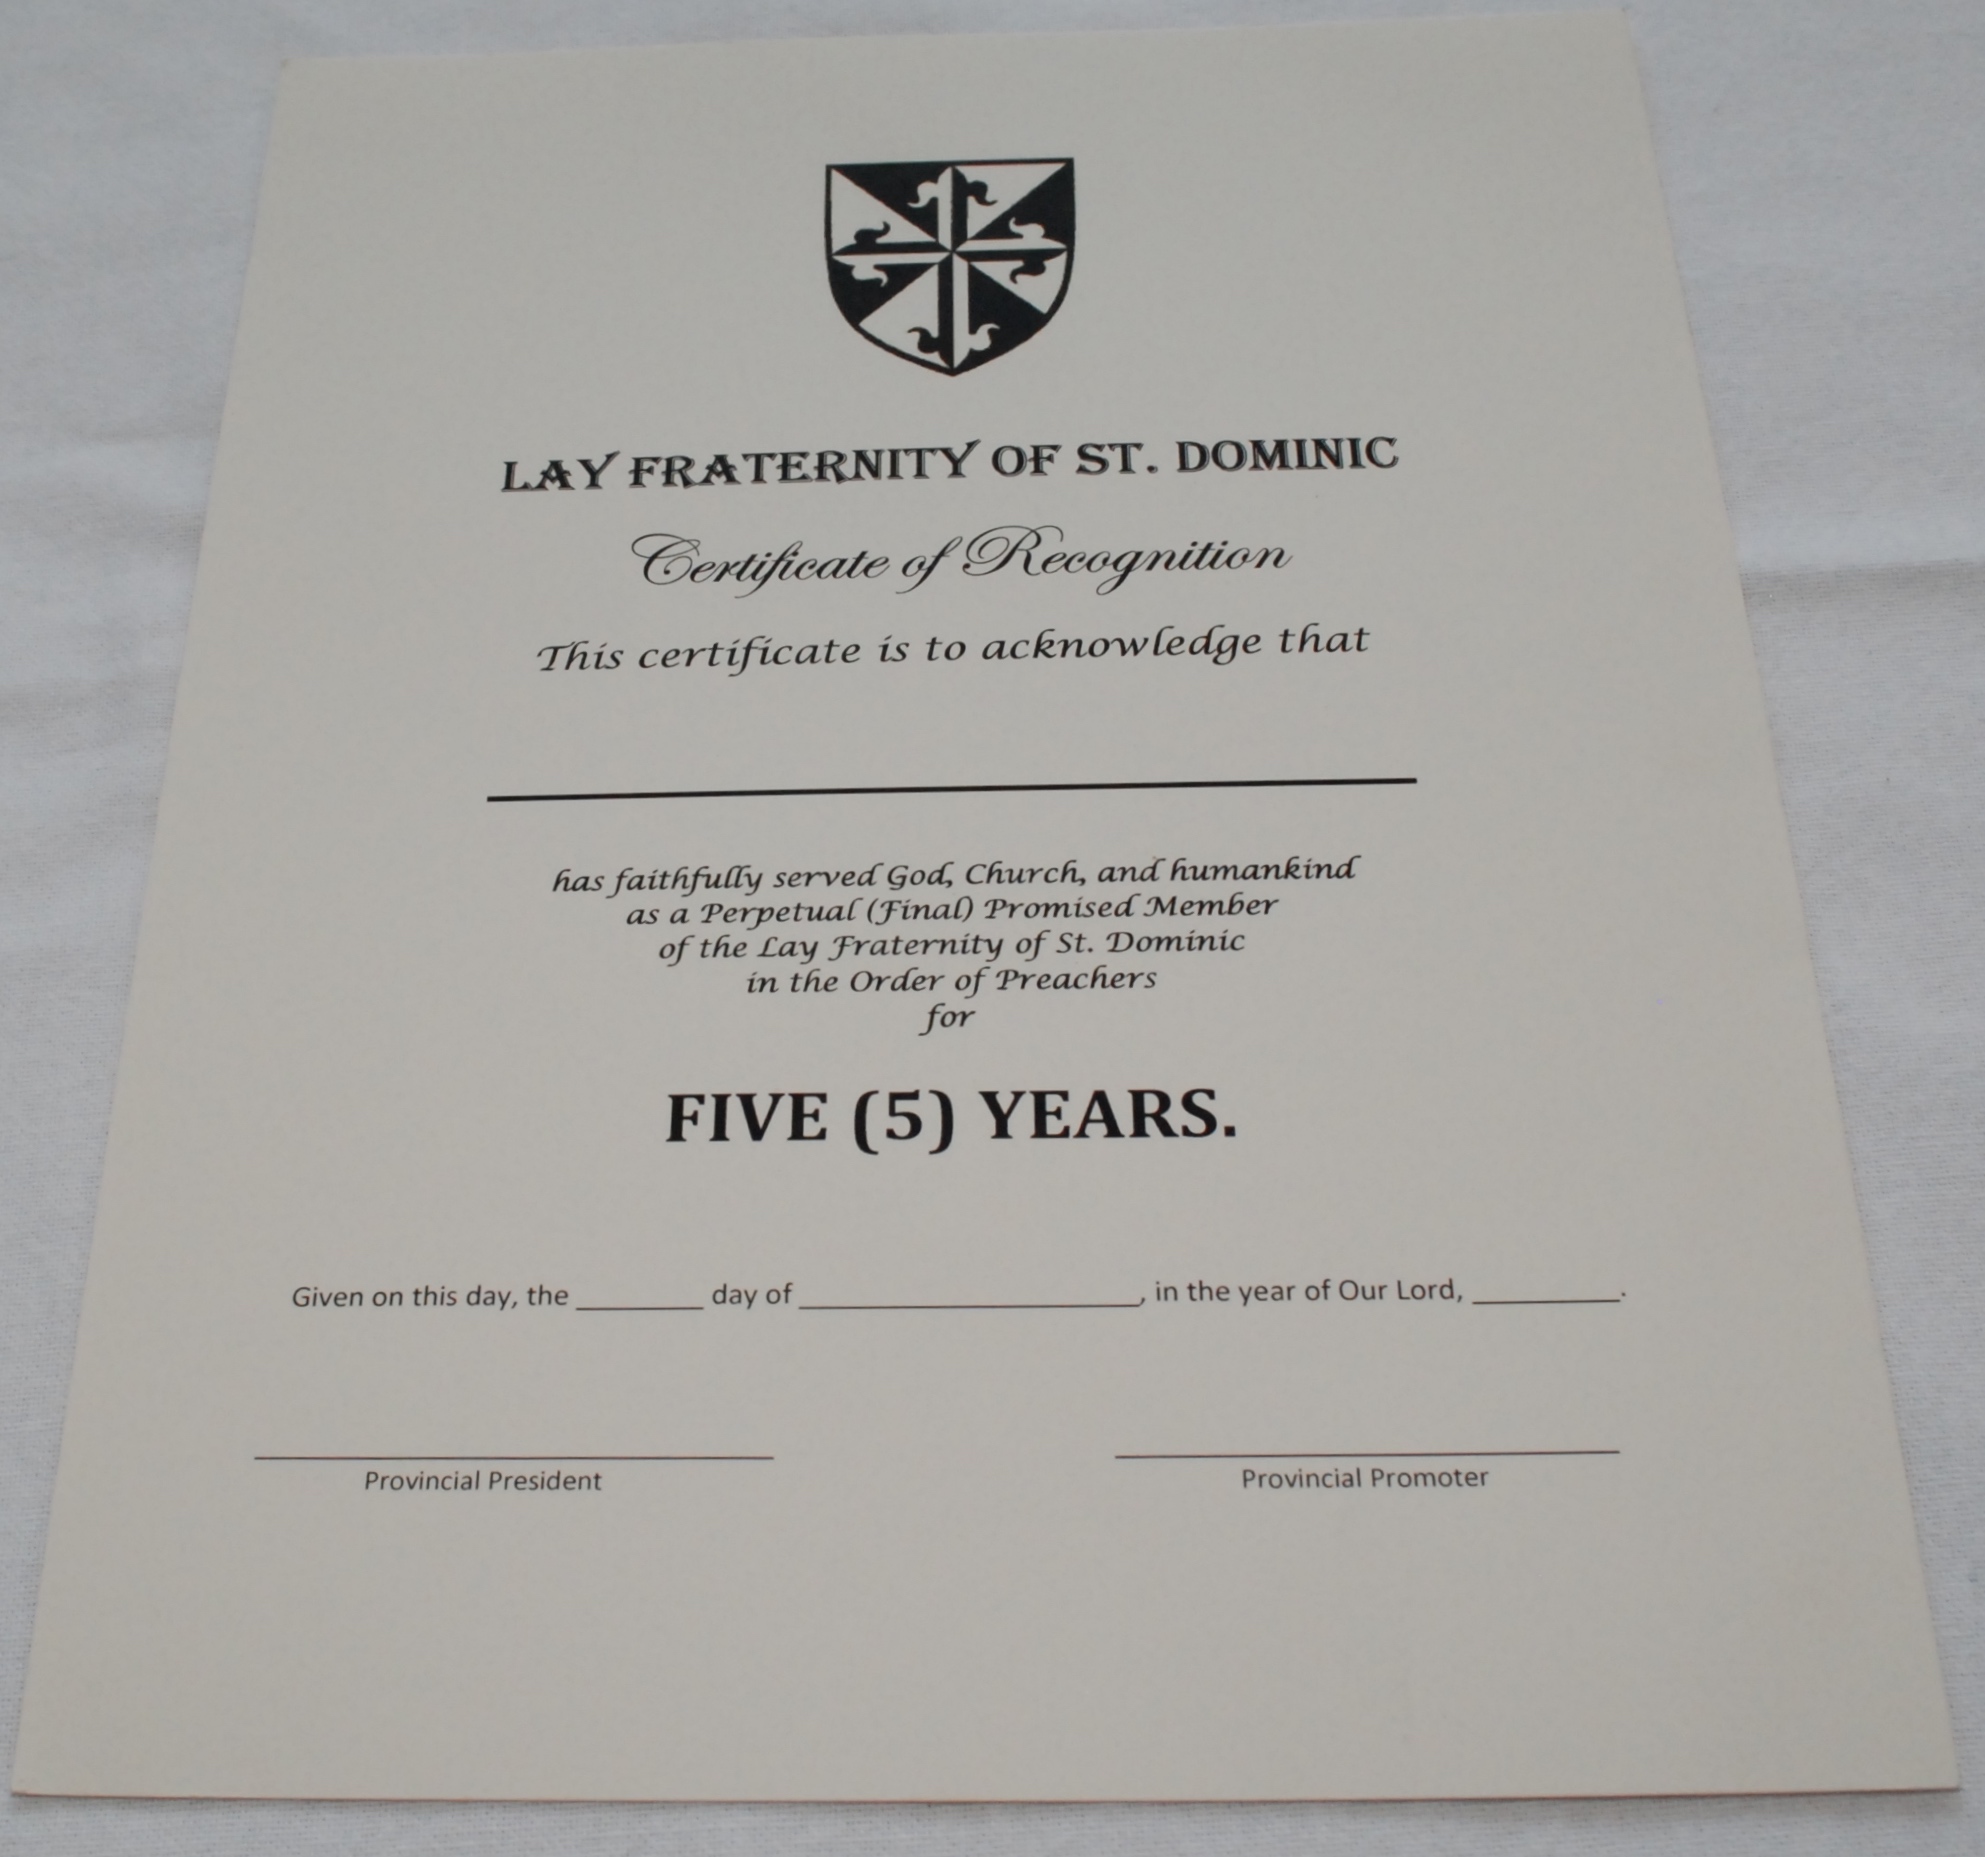 LAY FRATERNITY OF ST. DOMINIC
Certificate of Recognition
This certificate is to acknowledge that
has faithfully served God, Church, and humankind
as a Perpetual (Final) Promised Member
of the Lay Fraternity of St. Dominic
in the Order of Preachers
for
FIVE (5) YEARS.
Given on this day, the ________ day of ______________________, in the year of Our Lord, _________.
Provincial President
Provincial Promoter